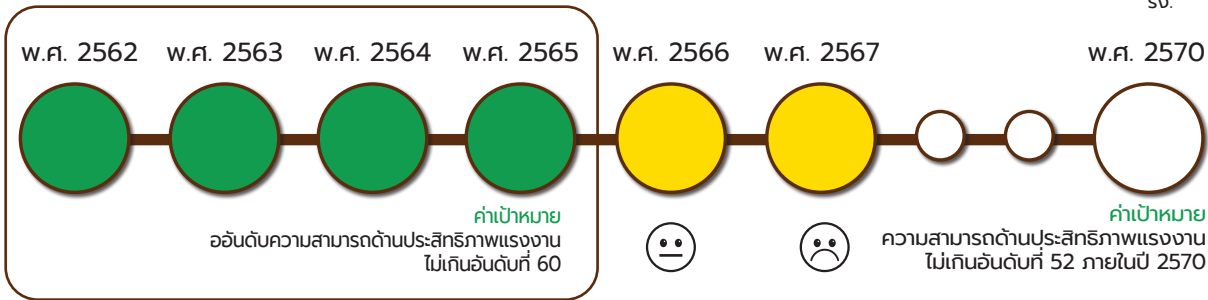 รง.
พ.ศ. 2562 พ.ศ. 2563 พ.ศ. 2564 พ.ศ. 2565 พ.ศ. 2566 พ.ศ. 2567 พ.ศ. 2570
ค่าเป้าหมาย
ออันดับความสามารถด้านประสิทธิภาพแรงงาน
ไม่เกินอันดับที่ 60
ค่าเป้าหมาย
ความสามารถด้านประสิทธิภาพแรงงาน
ไม่เกินอันดับที่ 52 ภายในปี 2570